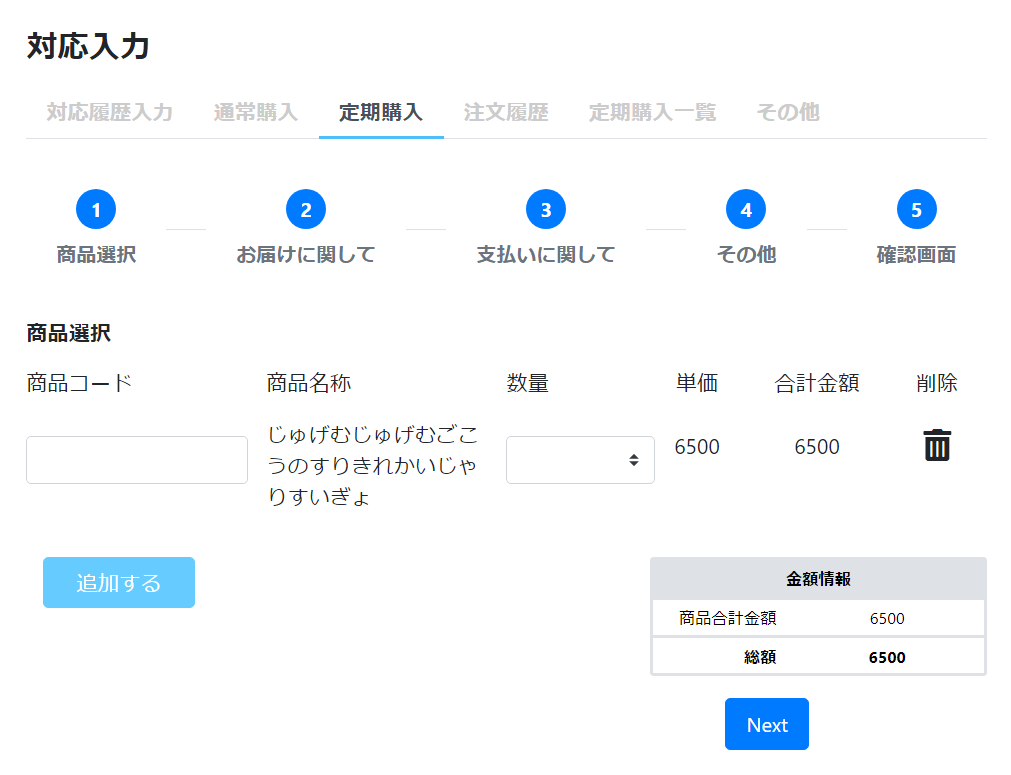 対応入力
対応履歴入力 通常購入 定期購入 注文履歴 定期購入一覧 その他
1 2 3 4 5
商品選択 お届けに関して 支払いに関して その他 確認画面
商品選択
商品コード 商品名称 数量 単価 合計金額 削除
じゅげむじゅげむごこ
うのすりきれかいじゃ
りすいぎょ
6500 6500
追加する
金額情報
商品合計金額 6500
総額 6500
Next